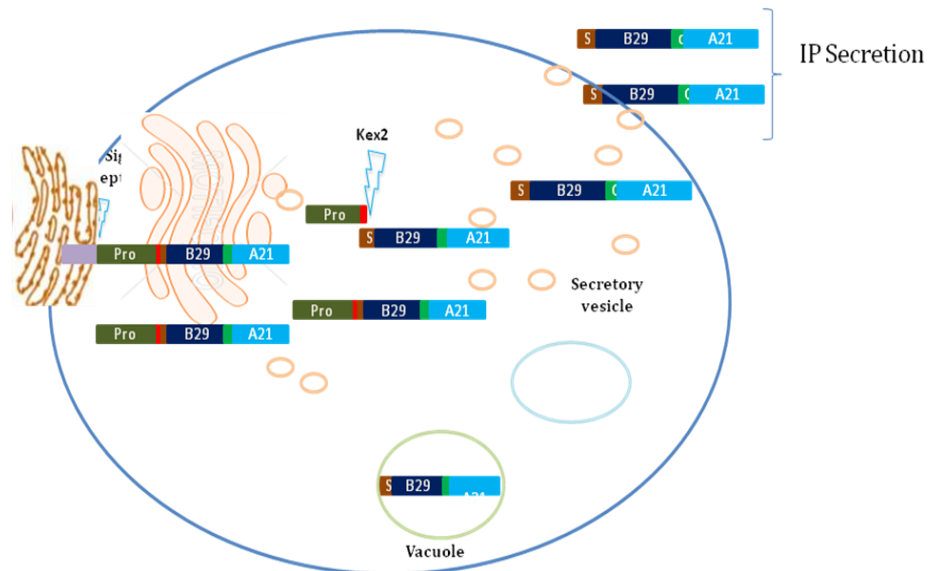 S B29 C A21
IP Secretion
S B29 C A21
Kex2
S B29 C A21
Pro
S B29 A21
Pro B29 A21
Secretory
vesicle
Pro B29 A21
Pro B29 A21
S B29 A21
Vacuole